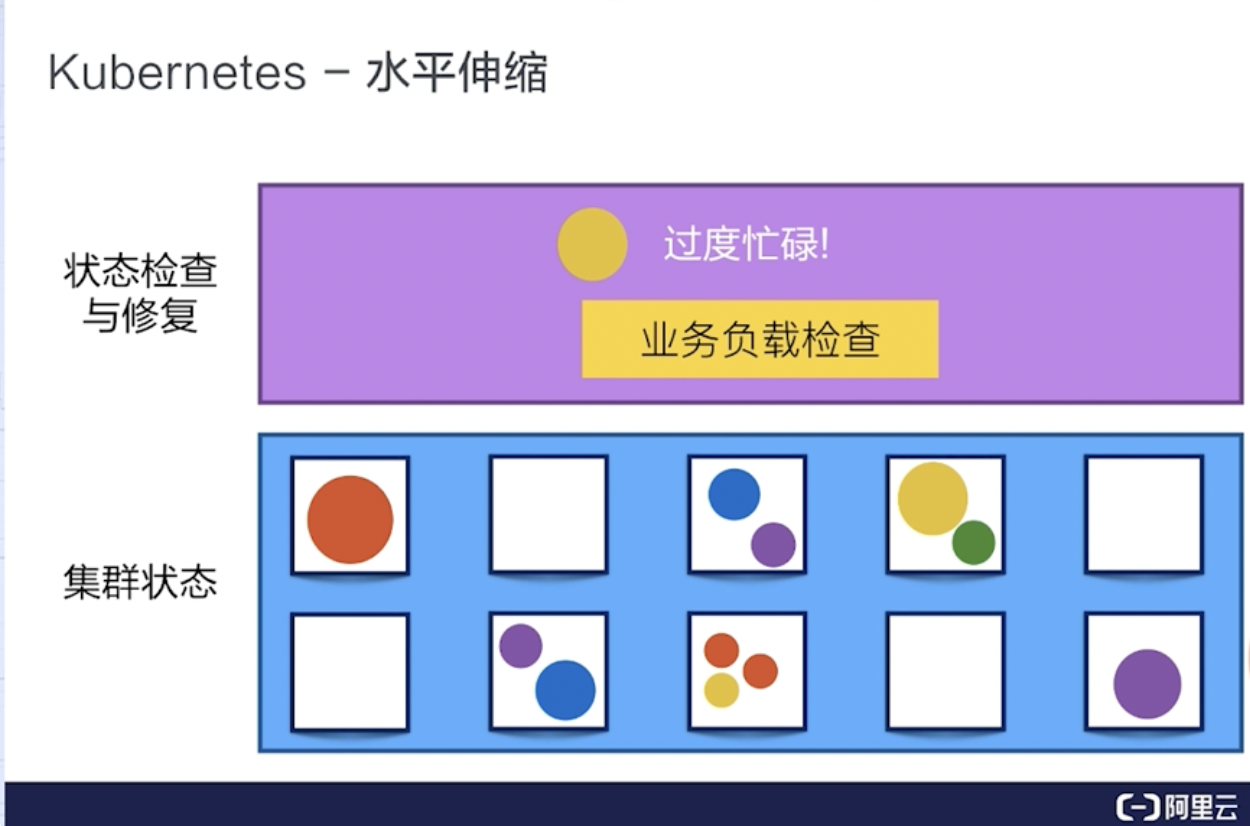 Kubernetes – 水平伸缩
状态检查
与修复
过度忙碌!
业务负载检查
集群状态
阿里云